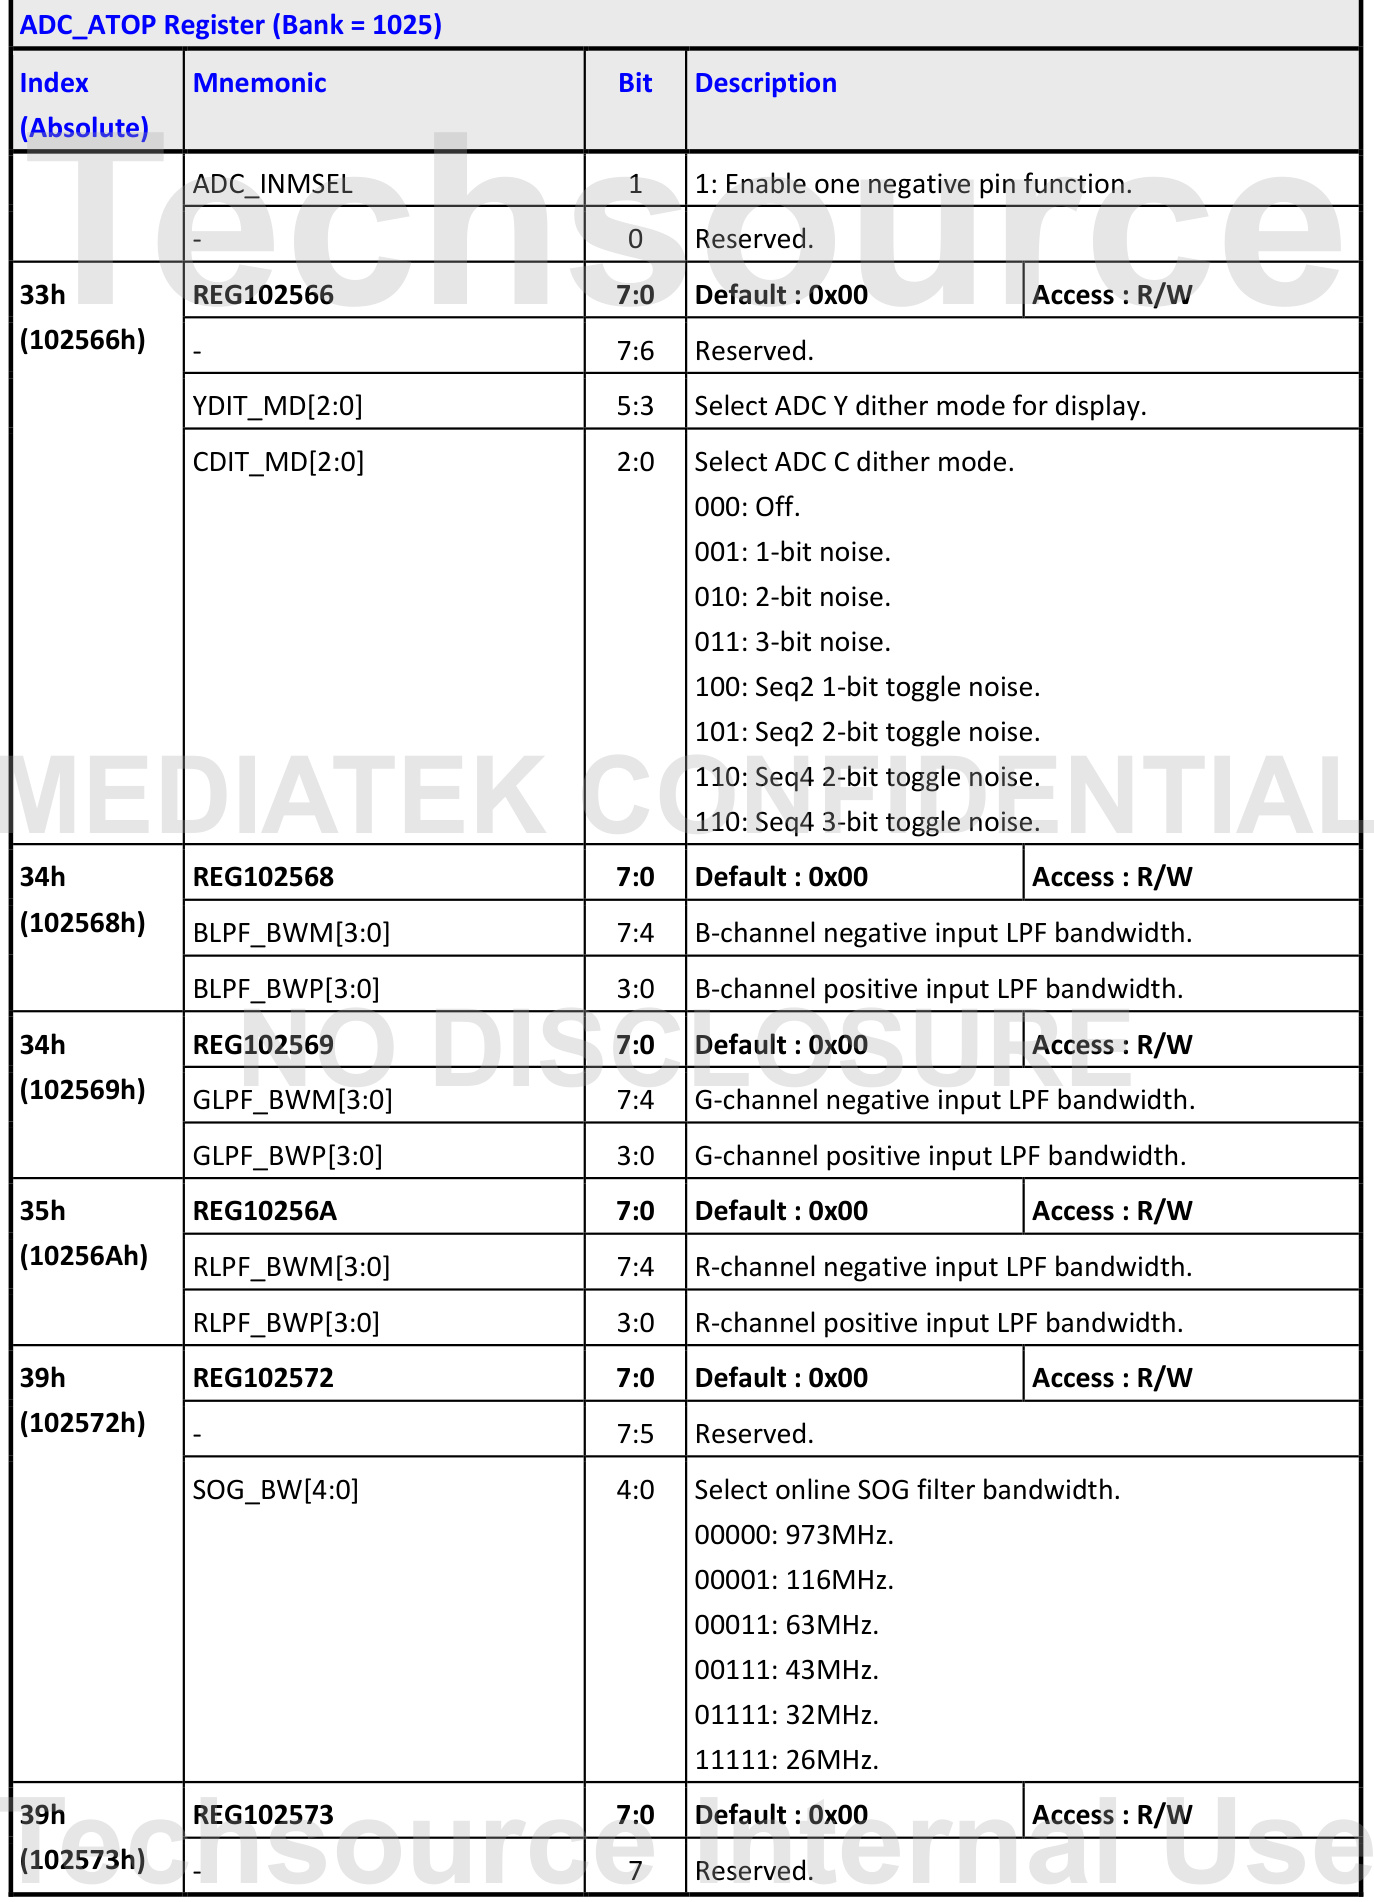 ADC_ATOP Register (Bank = 1025)
Index (Absolute) Mnemonic Bit Description
ADC_INMSEL 1 1: Enable one negative pin function.
- 0 Reserved.
33h (102566h) REG102566 7:0 Default : 0x00 Access : R/W
- 7:6 Reserved.
YDIT_MD[2:0] 5:3 Select ADC Y dither mode for display.
CDIT_MD[2:0] 2:0 Select ADC C dither mode.
000: Off.
001: 1-bit noise.
010: 2-bit noise.
011: 3-bit noise.
100: Seq2 1-bit toggle noise.
101: Seq2 2-bit toggle noise.
110: Seq4 2-bit toggle noise.
110: Seq4 3-bit toggle noise.
34h (102568h) REG102568 7:0 Default : 0x00 Access : R/W
BLPF_BWM[3:0] 7:4 B-channel negative input LPF bandwidth.
BLPF_BWP[3:0] 3:0 B-channel positive input LPF bandwidth.
34h (102569h) REG102569 7:0 Default : 0x00 Access : R/W
GLPF_BWM[3:0] 7:4 G-channel negative input LPF bandwidth.
GLPF_BWP[3:0] 3:0 G-channel positive input LPF bandwidth.
35h (10256Ah) REG10256A 7:0 Default : 0x00 Access : R/W
RLPF_BWM[3:0] 7:4 R-channel negative input LPF bandwidth.
RLPF_BWP[3:0] 3:0 R-channel positive input LPF bandwidth.
39h (102572h) REG102572 7:0 Default : 0x00 Access : R/W
- 7:5 Reserved.
SOG_BW[4:0] 4:0 Select online SOG filter bandwidth.
00000: 973MHz.
00001: 116MHz.
00011: 63MHz.
00111: 43MHz.
01111: 32MHz.
11111: 26MHz.
39h (102573h) REG102573 7:0 Default : 0x00 Access : R/W
- 7 Reserved.
Techsource
MEDIATEK CONFIDENTIAL
NO DISCLOSURE
Techsource Internal Use